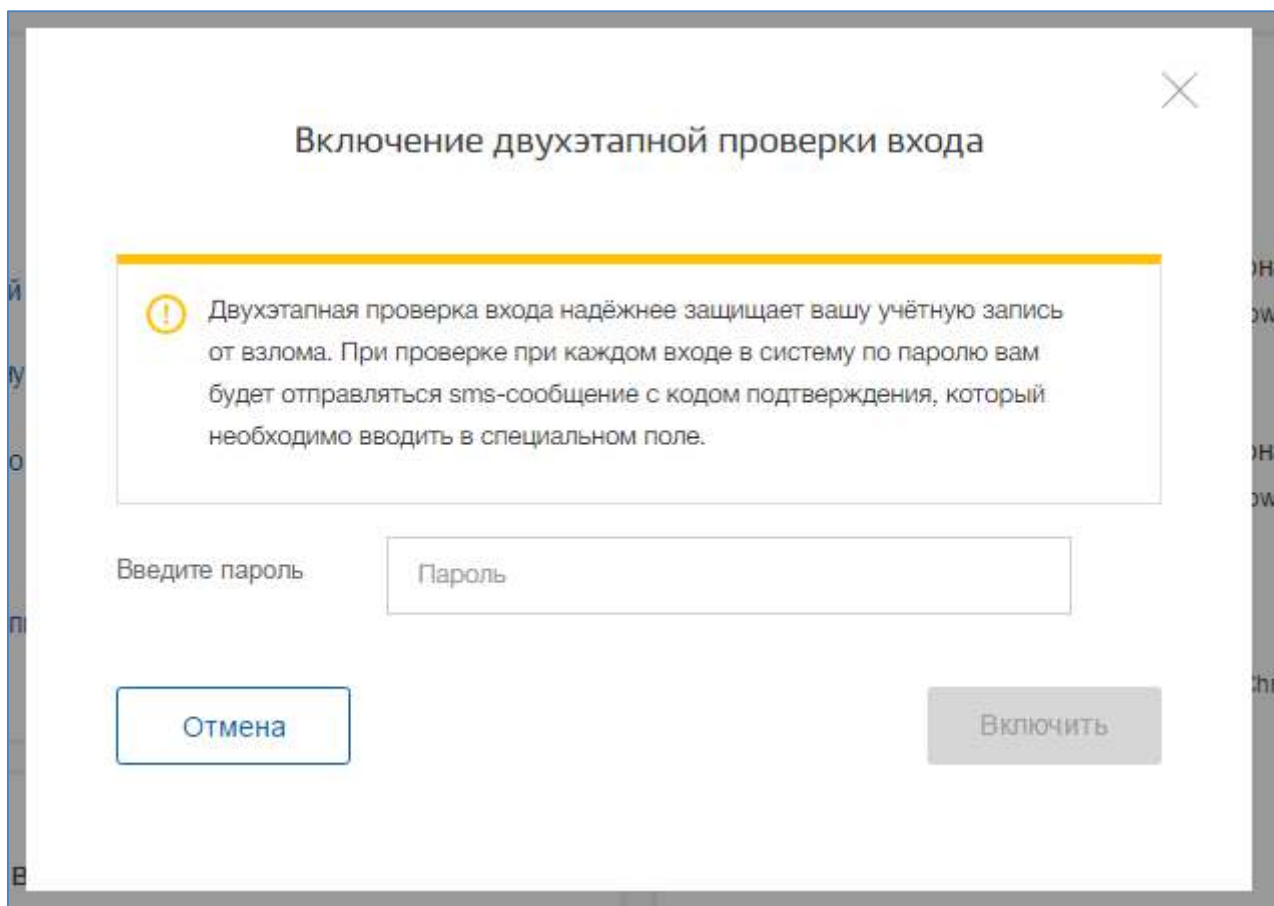 Включение двухэтапной проверки входа
Двухэтапная проверка входа надёжнее защищает вашу учётную запись
от взлома. При проверке при каждом входе в систему по паролю вам
будет отправляться sms-сообщение с кодом подтверждения, который
необходимо вводить в специальном поле.
Введите пароль
Пароль
Отмена
Включить